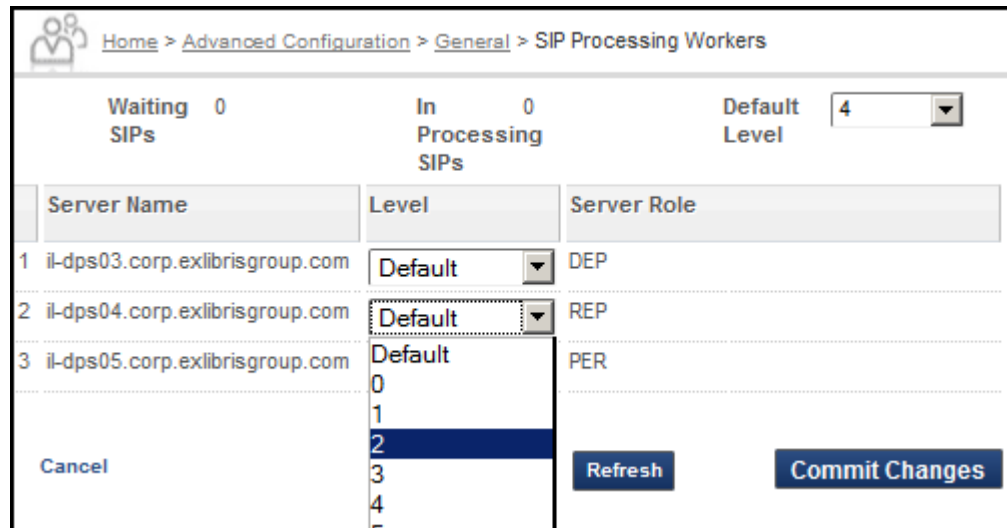 Home > Advanced Configuration > General > SIP Processing Workers
Waiting SIPs 0 In Processing SIPs 0 Default Level 4
Server Name Level Server Role
1 il-dps03.corp.exlibrisgroup.com Default DEP
2 il-dps04.corp.exlibrisgroup.com Default REP
3 il-dps05.corp.exlibrisgroup.com PER
Default
0
1
2
3
4
Cancel Refresh Commit Changes